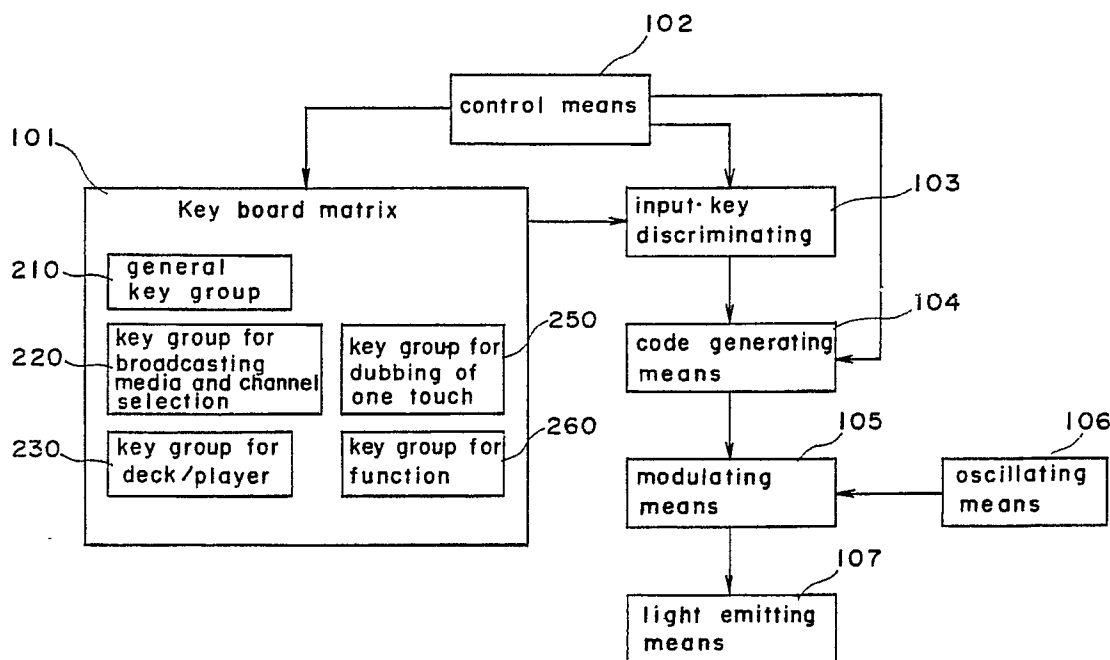 102
control means
101
Key board matrix
103
input·key
discriminating
210
general
key group
220
key group for
broadcasting
media and channel
selection
250
key group for
dubbing of
one touch
104
code generating
means
230
key group for
deck/player
260
key group for
function
105
modulating
means
106
oscillating
means
107
light emitting
means